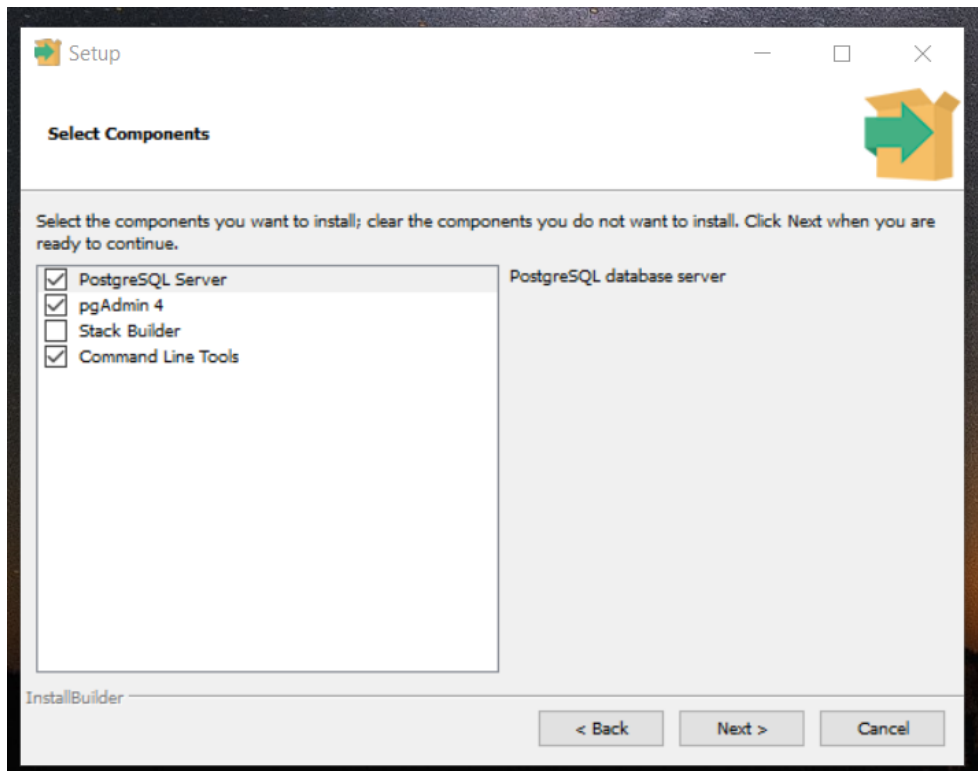 Setup
Select Components
Select the components you want to install; clear the components you do not want to install. Click Next when you are
ready to continue.
PostgreSQL Server
PostgreSQL database server
pgAdmin 4
Stack Builder
Command Line Tools
InstallBuilder
< Back
Next >
Cancel